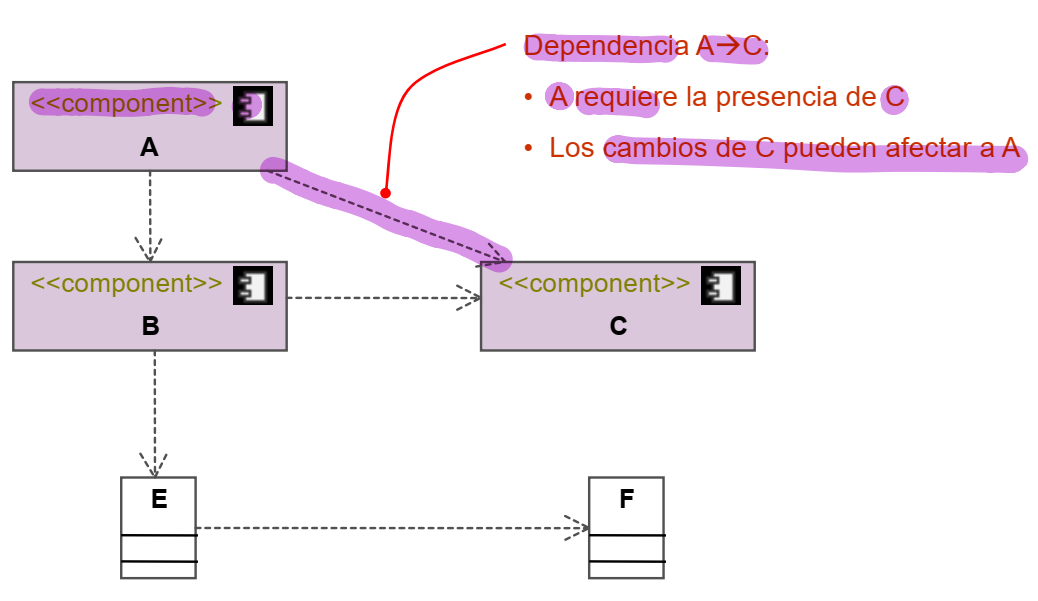 Dependencia A→C:
<<component>>
A
• A requiere la presencia de C
• Los cambios de C pueden afectar a A
<<component>>
B
<<component>>
C
E
F